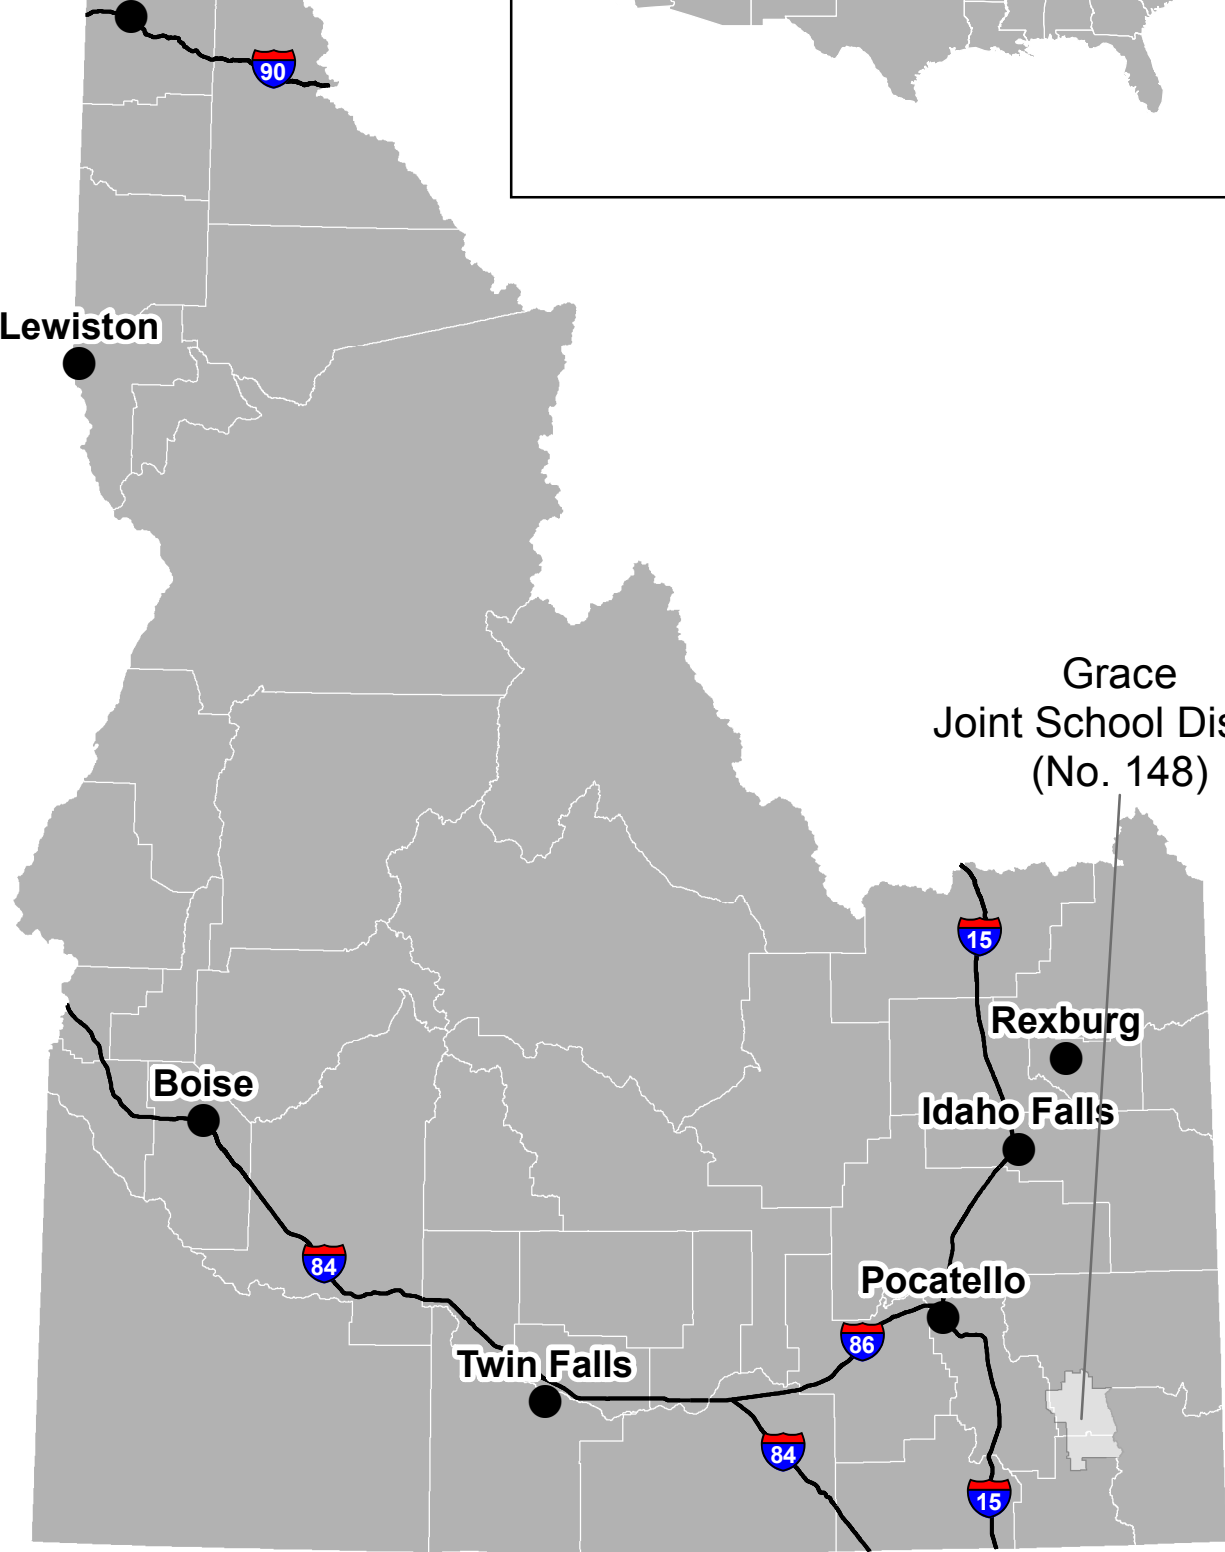 90
Lewiston
Grace
Joint School Dis
(No. 148)
15
Rexburg
Boise
Idaho Falls
84
Pocatello
86
Twin Falls
84
15